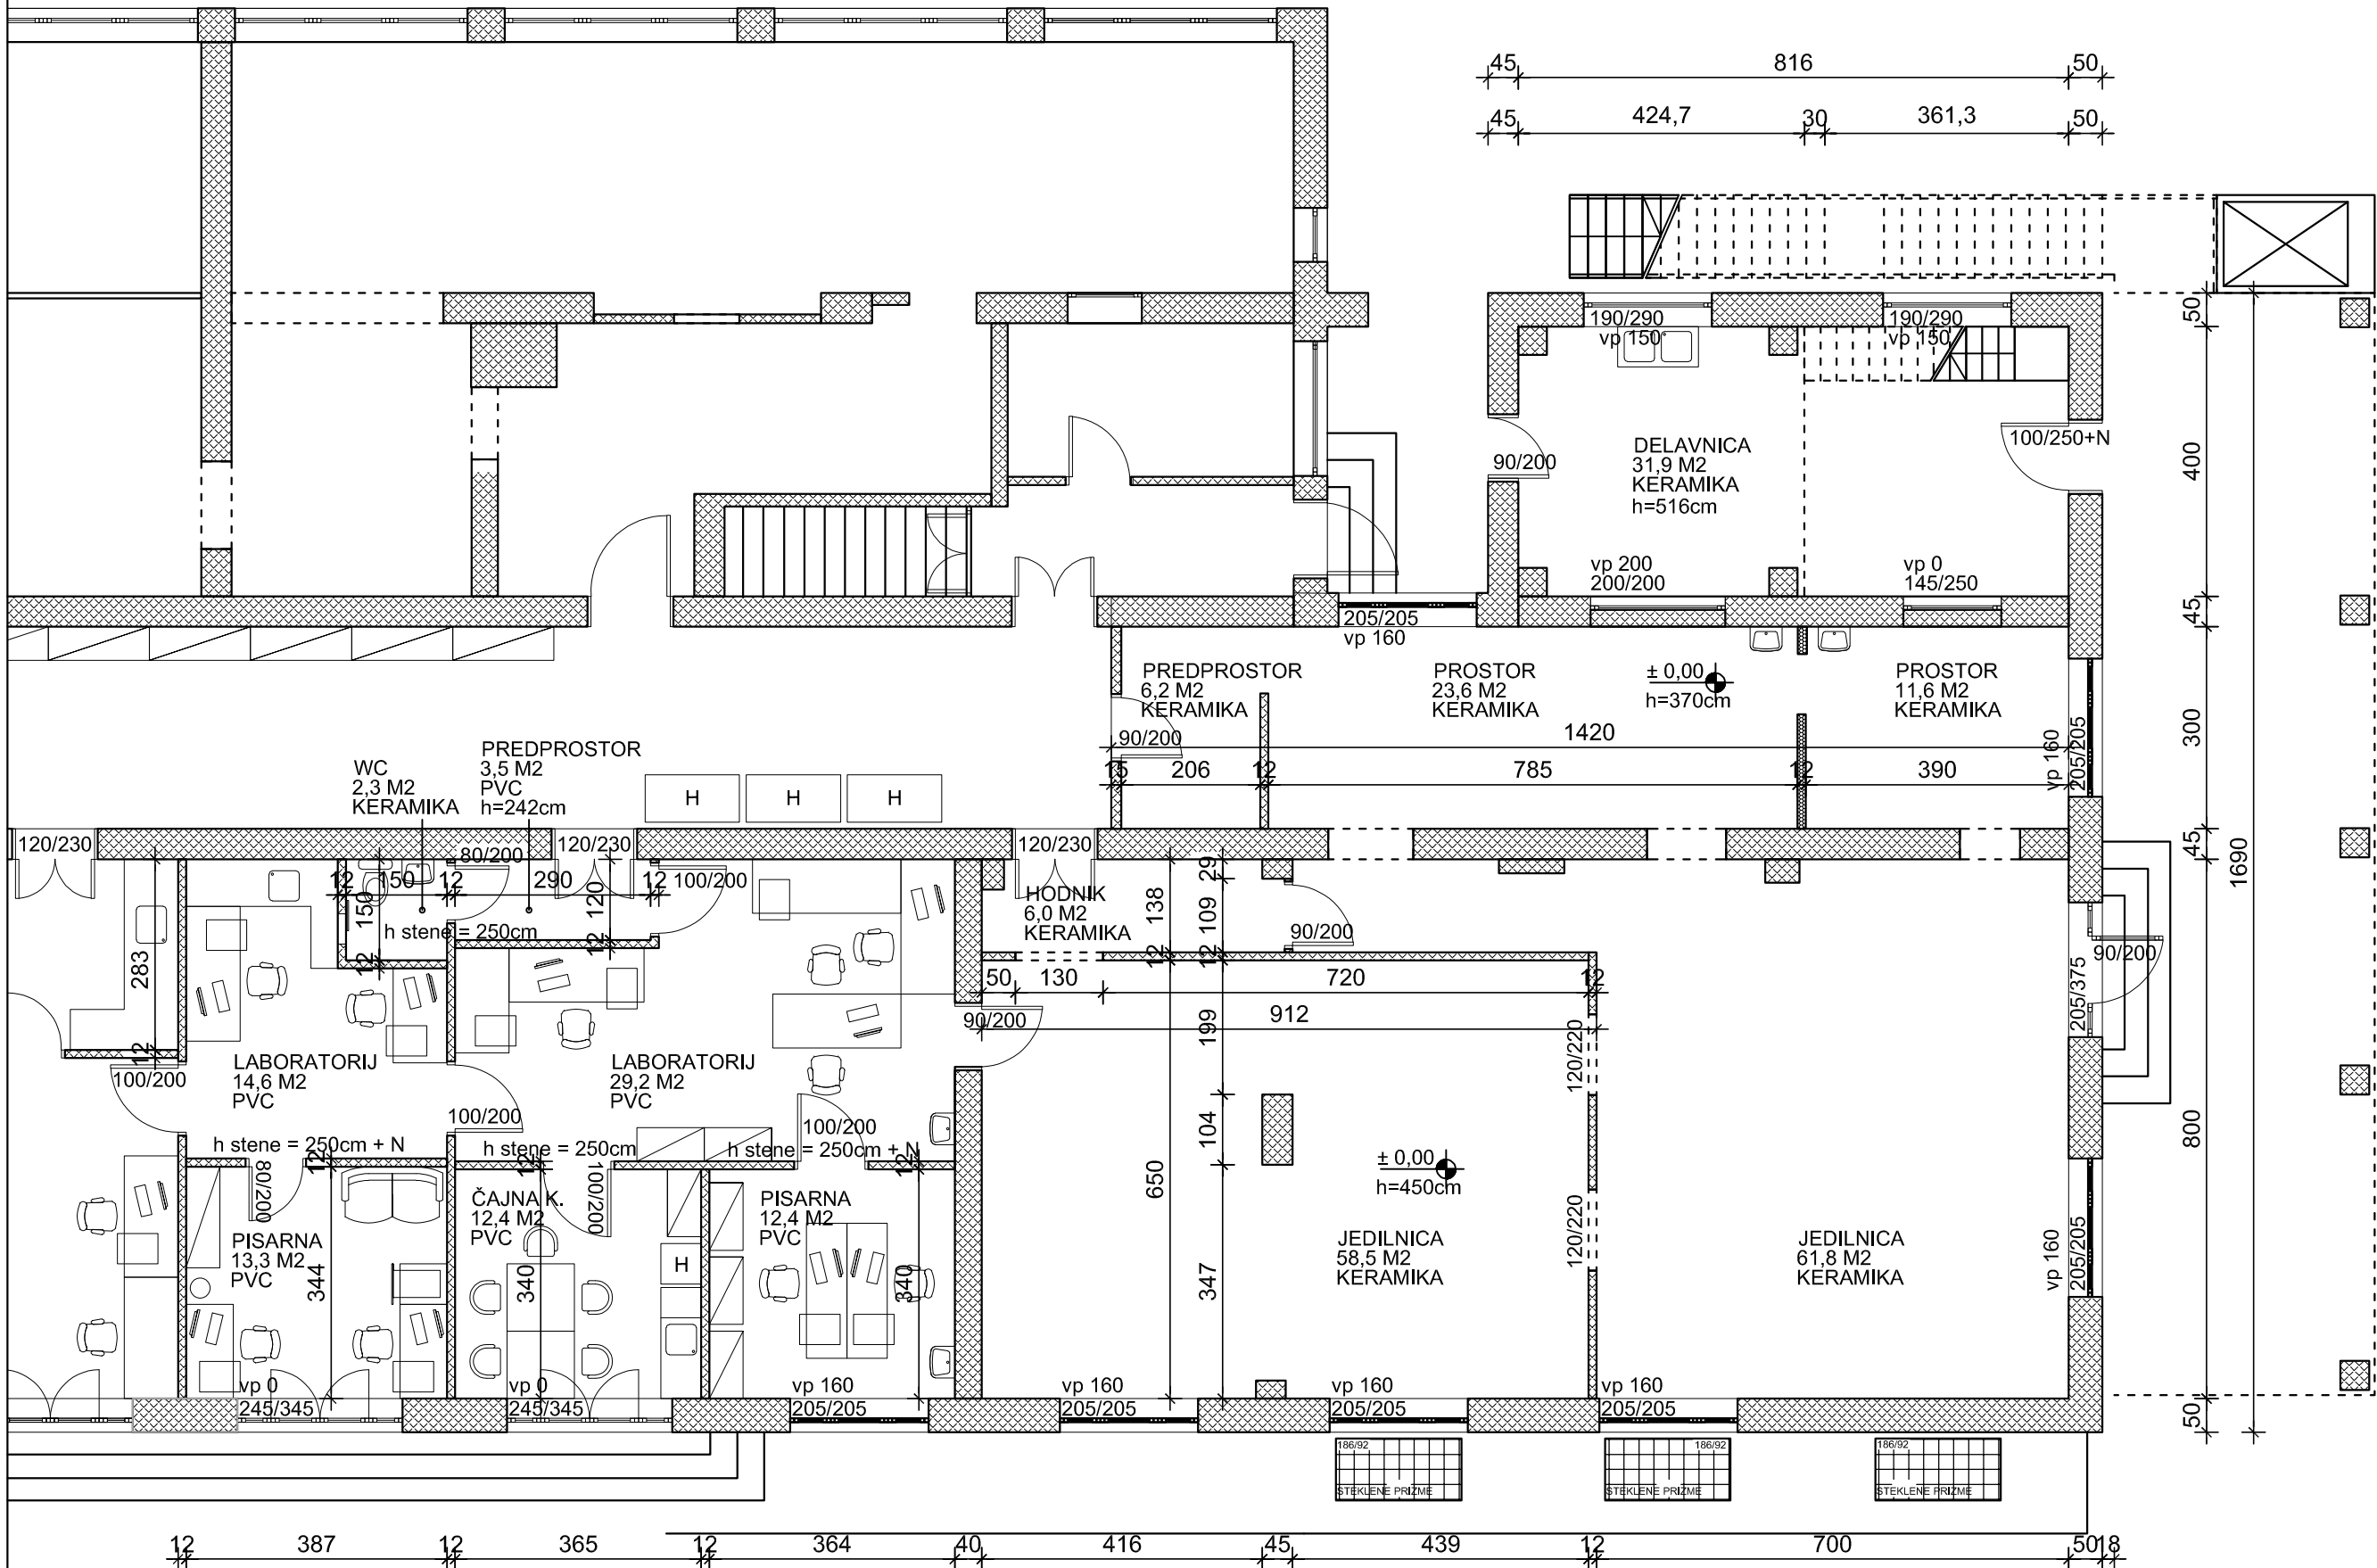 45 816 50
45 424,7 30 361,3 50
190/290
vp 150
190/290
vp 150
50
DELAVNICA
31,9 M2
KERAMIKA
h=516cm
90/200
100/250+N
400
vp 200
200/200
vp 0
145/250
45
205/205
vp 160
PREDPROSTOR
6,2 M2
KERAMIKA
PROSTOR
23,6 M2
KERAMIKA
± 0,00
h=370cm
PROSTOR
11,6 M2
KERAMIKA
300
90/200
1420
vp 160
205/205
15 206 12 785 12 390
WC
2,3 M2
KERAMIKA
PREDPROSTOR
3,5 M2
PVC
h=242cm
H H H
45
1690
120/230
80/200
120/230
100/200
120/230
12 150 12 290 12
150
120
12
12
h stene = 250cm
283
12
HODNIK
6,0 M2
KERAMIKA
138
12
29
109
12
90/200
90/200
205/375
50 130 720 12
912
90/200
199
120/220
LABORATORIJ
14,6 M2
PVC
100/200
LABORATORIJ
29,2 M2
PVC
100/200
100/200
h stene = 250cm + N
h stene = 250cm
h stene = 250cm + N
104
800
650
± 0,00
h=450cm
12
80/200
12
100/200
12
PISARNA
13,3 M2
PVC
344
ČAJNA K.
12,4 M2
PVC
340
H
PISARNA
12,4 M2
PVC
340
347
120/220
JEDILNICA
58,5 M2
KERAMIKA
JEDILNICA
61,8 M2
KERAMIKA
vp 160
205/205
vp 0
245/345
vp 0
245/345
vp 160
205/205
vp 160
205/205
vp 160
205/205
vp 160
205/205
50
186/92
STEKLENE PRIZME
186/92
STEKLENE PRIZME
186/92
STEKLENE PRIZME
12 387 12 365 12 364 40 416 45 439 12 700 50 18